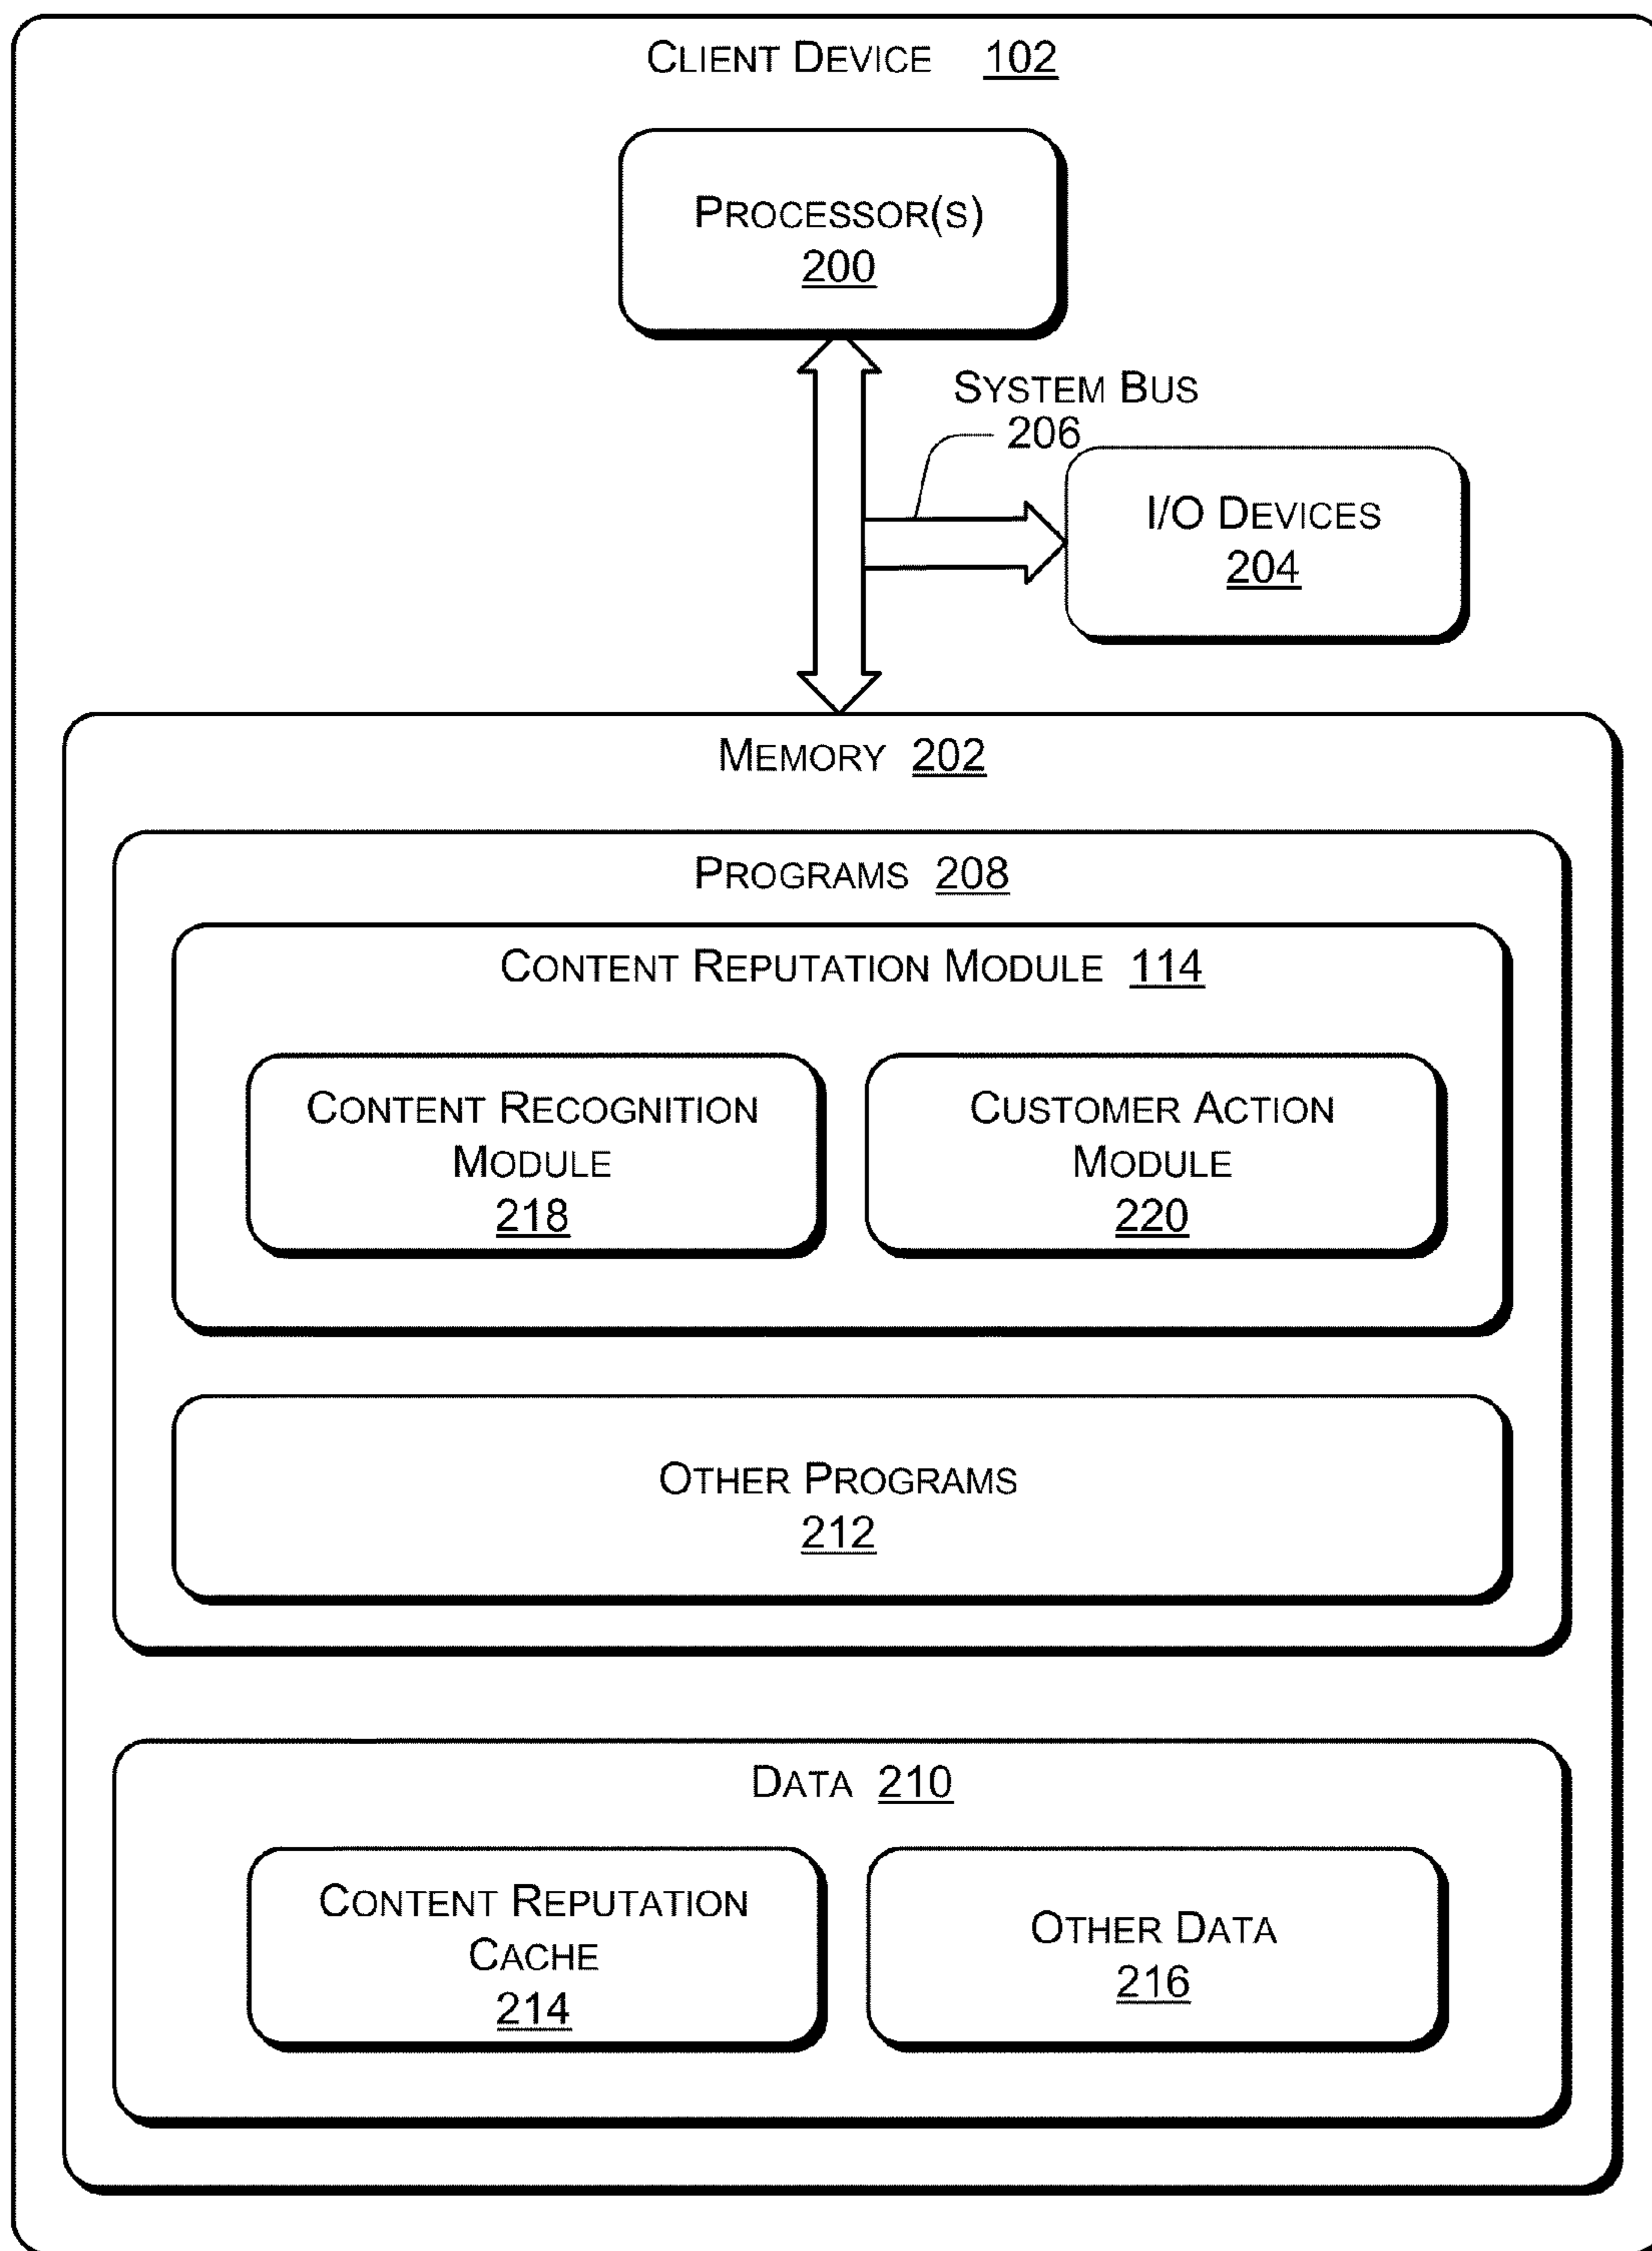 CLIENT DEVICE 102
PROCESSOR(S)
200
SYSTEM BUS
206
I/O DEVICES
204
MEMORY 202
PROGRAMS 208
CONTENT REPUTATION MODULE 114
CONTENT RECOGNITION
MODULE
218
CUSTOMER ACTION
MODULE
220
OTHER PROGRAMS
212
DATA 210
CONTENT REPUTATION
CACHE
214
OTHER DATA
216